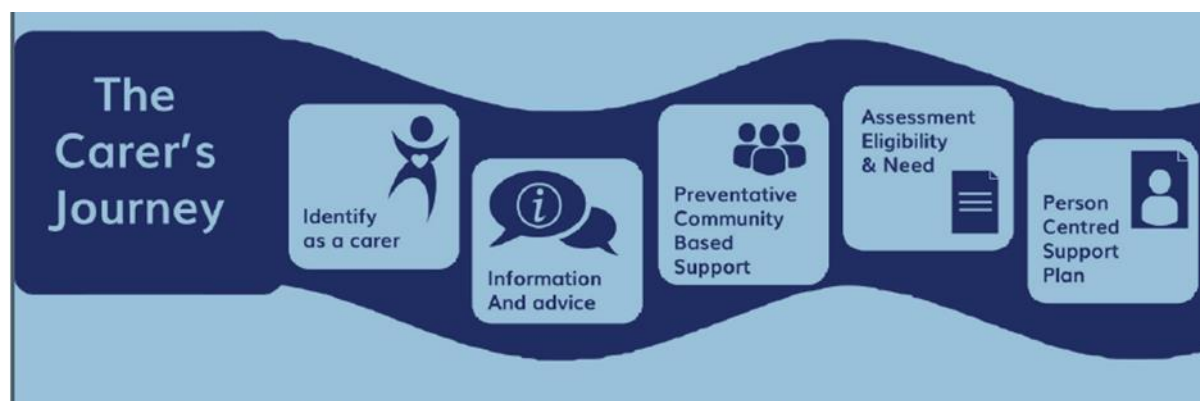 The
Carer's
Journey
Identify
as a carer
i
Information
And advice
Preventative
Community
Based
Support
Assessment
Eligibility
& Need
Person
Centred
Support
Plan